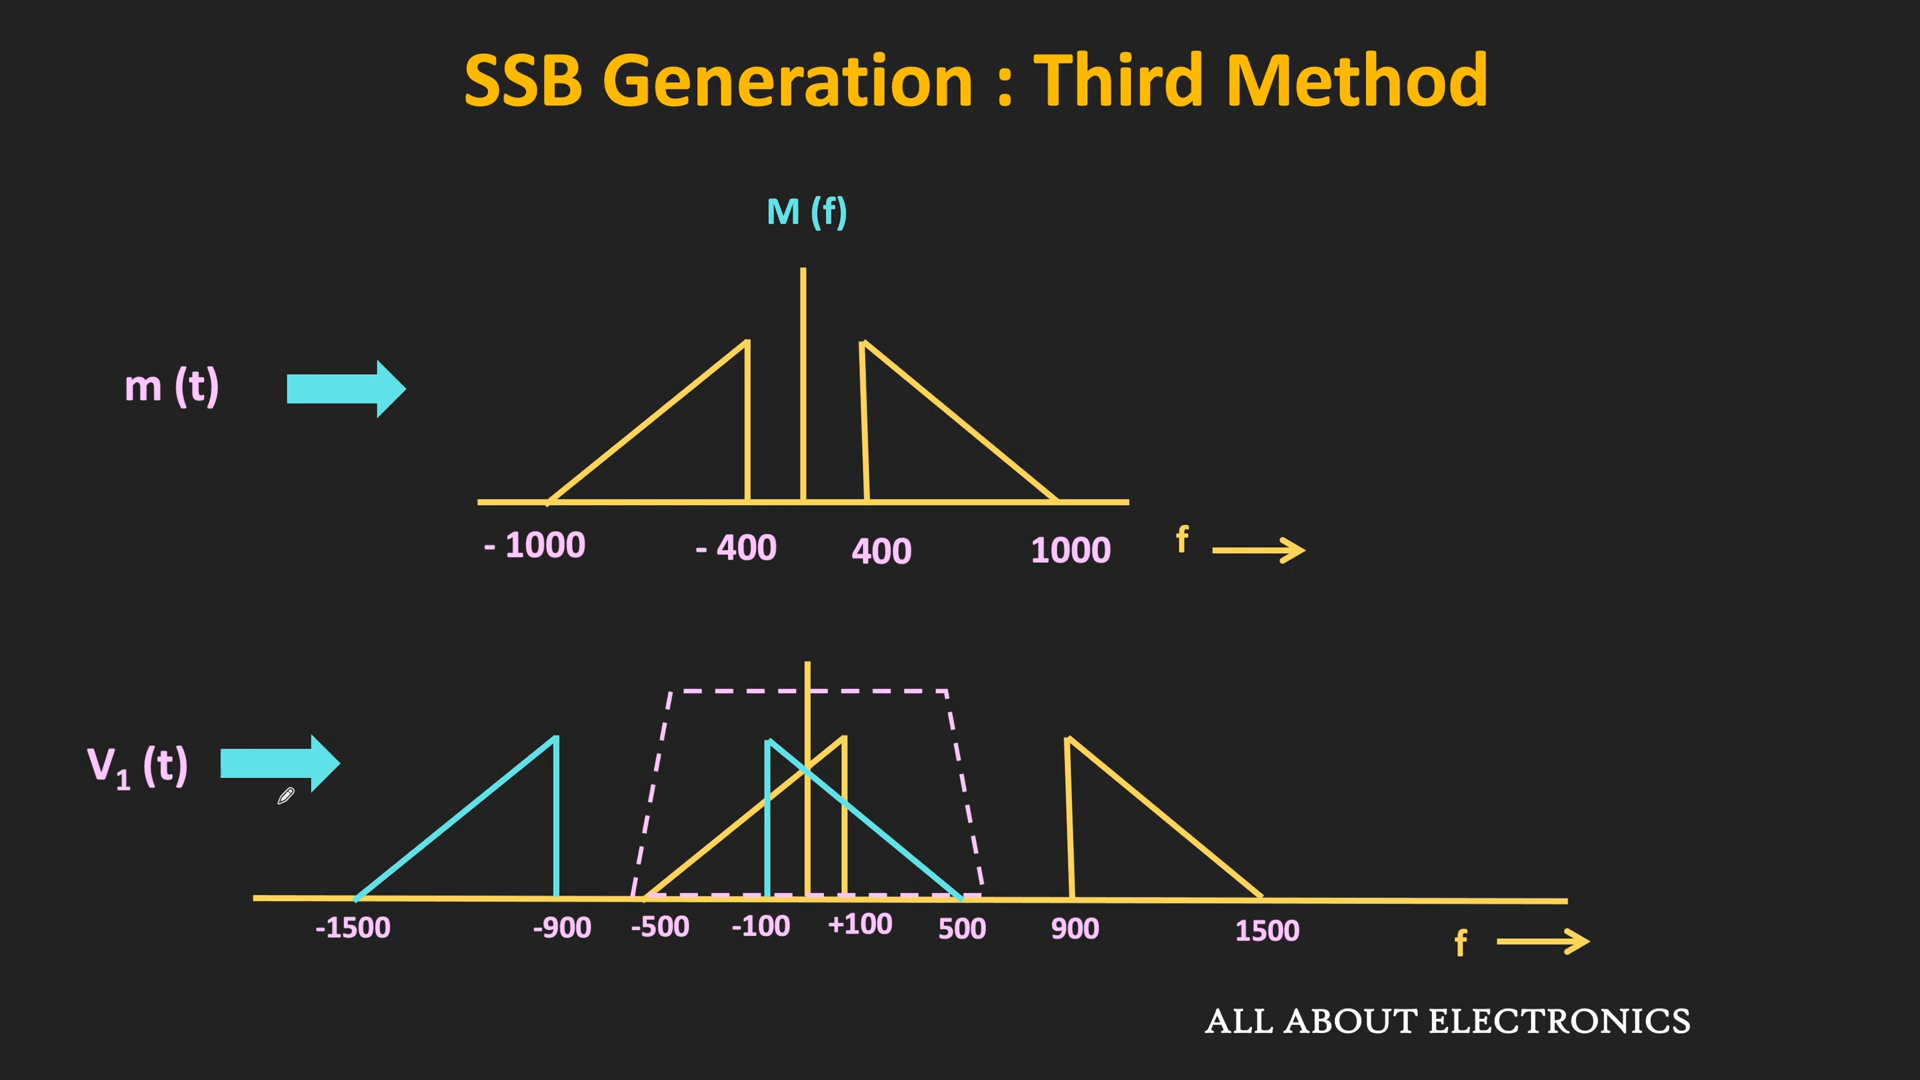 SSB Generation : Third Method
M (f)
m (t)
- 1000 - 400 400 1000 f
V₁ (t)
-1500 -900 -500 -100 +100 500 900 1500 f
ALL ABOUT ELECTRONICS